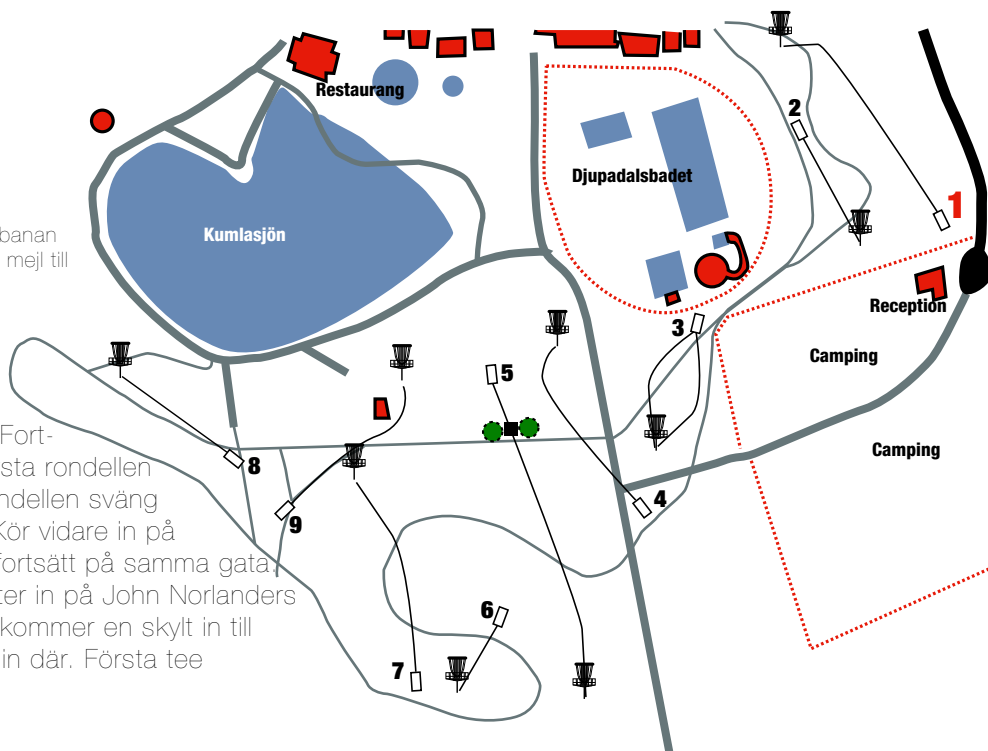 Restaurang
Djupadalsbadet
Kumlasjön
Reception
Camping
Camping
1
2
3
4
5
6
7
8
9
banan
mejl till
Fort-
sta rondellen
ndellen sväng
Kör vidare in på
fortsätt på samma gata.
ter in på John Norlanders
kommer en skylt in till
in där. Första tee